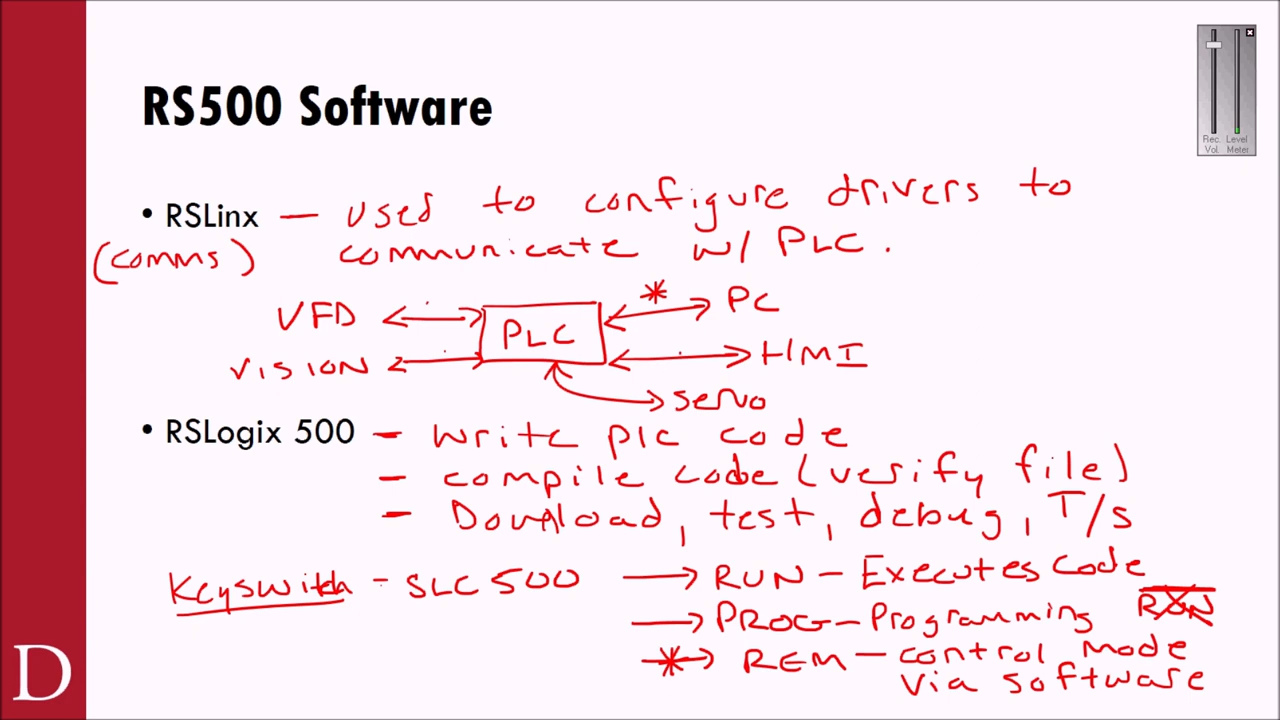 RS500 Software
Rec. Level
Vol. Meter
• RSLinx — used to configure drivers to
(comms) communicate w/ PLC.
VFD PLC * PC
VISION HMI
servo
• RSLogix 500 - Write plc code
- compile code (verify file)
- Download, test, debug, T/s
Keyswitch - SLC 500 → RUN - Executes Code
→ PROG - Programming RUN
* → REM - control mode
via software
D